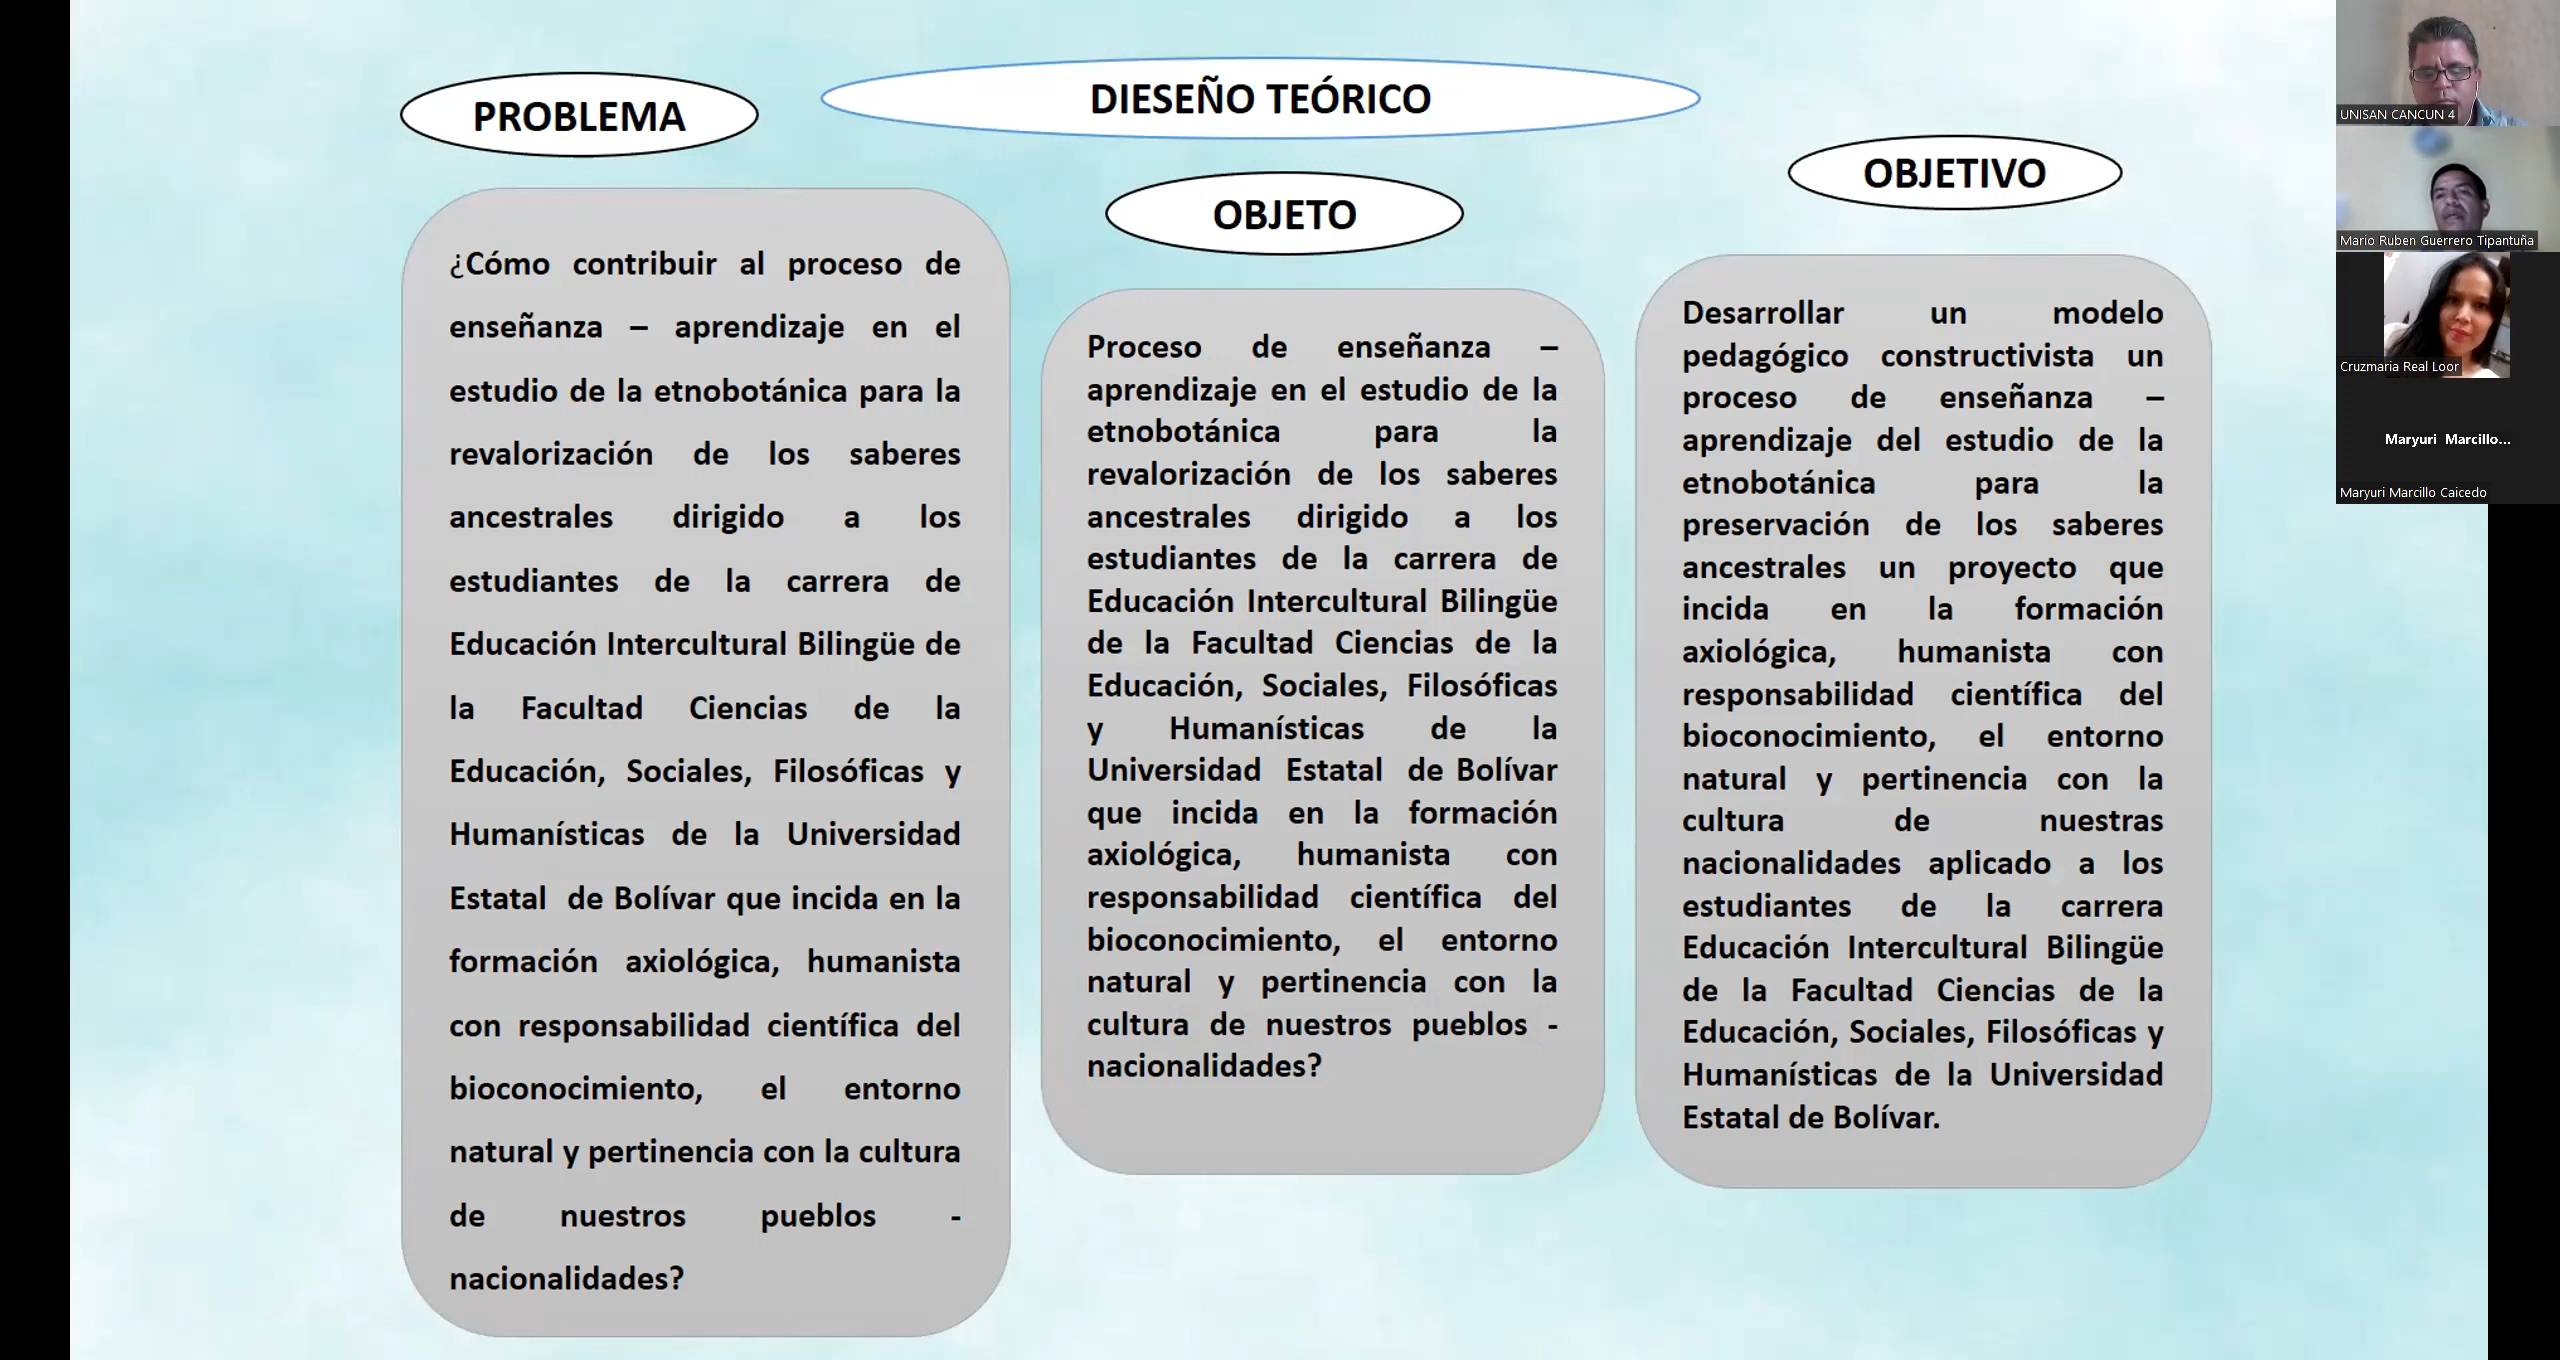 DIESEÑO TEÓRICO
PROBLEMA
¿Cómo contribuir al proceso de
enseñanza – aprendizaje en el
estudio de la etnobotánica para la
revalorización de los saberes
ancestrales dirigido a los
estudiantes de la carrera de
Educación Intercultural Bilingüe de
la Facultad Ciencias de la
Educación, Sociales, Filosóficas y
Humanísticas de la Universidad
Estatal de Bolívar que incida en la
formación axiológica, humanista
con responsabilidad científica del
bioconocimiento, el entorno
natural y pertinencia con la cultura
de nuestros pueblos -
nacionalidades?
OBJETO
Proceso de enseñanza –
aprendizaje en el estudio de la
etnobotánica para la
revalorización de los saberes
ancestrales dirigido a los
estudiantes de la carrera de
Educación Intercultural Bilingüe
de la Facultad Ciencias de la
Educación, Sociales, Filosóficas
y Humanísticas de la
Universidad Estatal de Bolívar
que incida en la formación
axiológica, humanista con
responsabilidad científica del
bioconocimiento, el entorno
natural y pertinencia con la
cultura de nuestros pueblos -
nacionalidades?
OBJETIVO
Desarrollar un modelo
pedagógico constructivista un
proceso de enseñanza –
aprendizaje del estudio de la
etnobotánica para la
preservación de los saberes
ancestrales un proyecto que
incida en la formación
axiológica, humanista con
responsabilidad científica del
bioconocimiento, el entorno
natural y pertinencia con la
cultura de nuestras
nacionalidades aplicado a los
estudiantes de la carrera
Educación Intercultural Bilingüe
de la Facultad Ciencias de la
Educación, Sociales, Filosóficas y
Humanísticas de la Universidad
Estatal de Bolívar.
UNISAN CANCUN 4
Mario Ruben Guerrero Tipantuña
Cruzmaria Real Loor
Maryuri Marcillo...
Maryuri Marcillo Caicedo